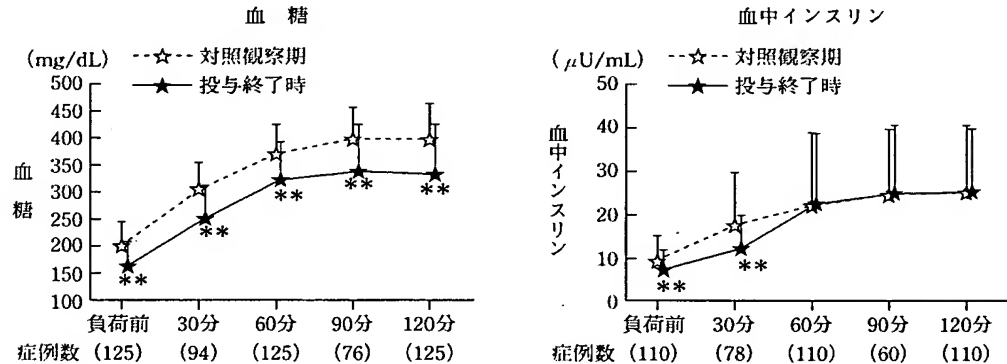 血 糖
(mg/dL) 対照観察期
投与終了時
500
450
400
350
300
250
200
150
100
血糖
**
**
**
**
**
負荷前 30分 60分 90分 120分
症例数 (125) (94) (125) (76) (125)
血中インスリン
(μU/mL) 対照観察期
投与終了時
50
40
30
20
10
0
血中インスリン
**
**
負荷前 30分 60分 90分 120分
症例数 (110) (78) (110) (60) (110)